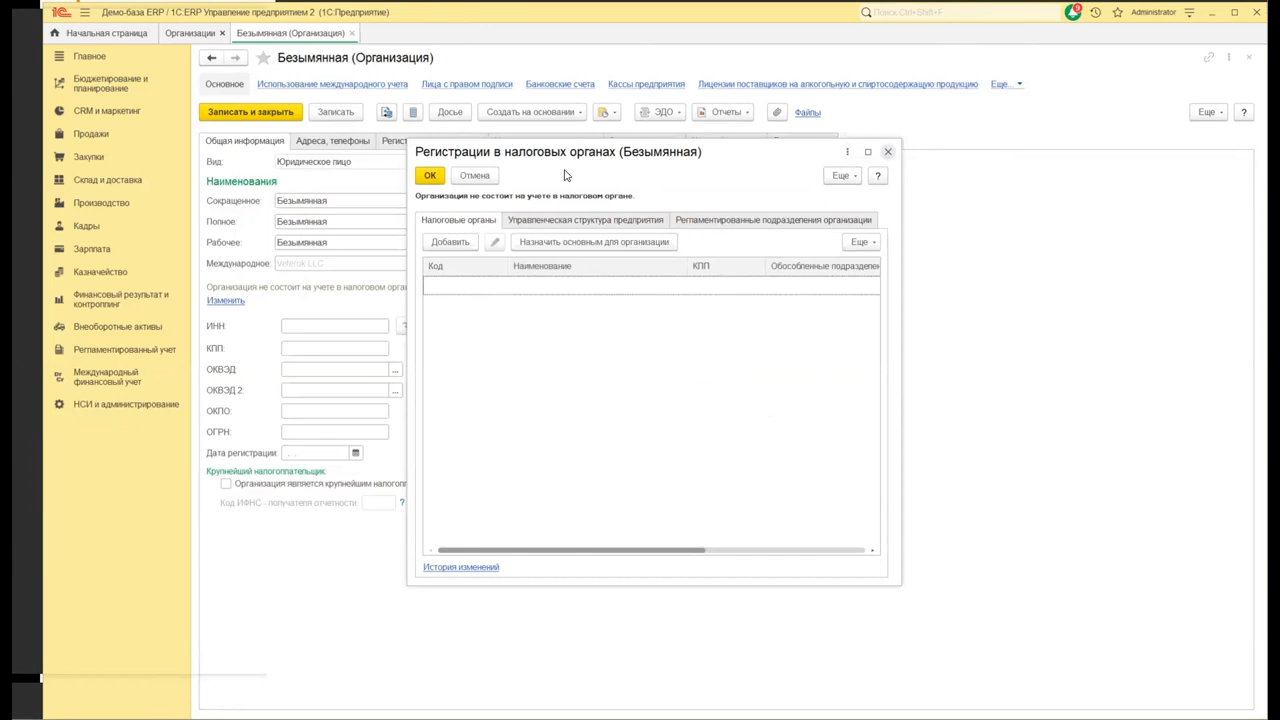 Демо-база ERP / 1С:ERP Управление предприятием 2 (1С:Предприятие)
Поиск Ctrl+Shift+F
Administrator
Начальная страница
Организации ×
Безымянная (Организация) ×
Главное
Бюджетирование и планирование
CRM и маркетинг
Продажи
Закупки
Склад и доставка
Производство
Кадры
Зарплата
Казначейство
Финансовый результат и контроллинг
Внеоборотные активы
Регламентированный учет
Международный финансовый учет
НСИ и администрирование
Безымянная (Организация)
Основное
Использование международного учета
Лица с правом подписи
Банковские счета
Кассы предприятия
Лицензии поставщиков на алкогольную и спиртосодержащую продукцию
Еще...
Записать и закрыть
Записать
Досье
Создать на основании
ЭДО
Отчеты
Файлы
Еще
?
Общая информация
Адреса, телефоны
Регист
Вид: Юридическое лицо
Наименования
Сокращенное: Безымянная
Полное: Безымянная
Рабочее: Безымянная
Международное: Veterok LLC
Организация не состоит на учете в налоговом орган
Изменить
ИНН: ?
КПП:
ОКВЭД: ...
ОКВЭД 2: ...
ОКПО:
ОГРН:
Дата регистрации: . .
Крупнейший налогоплательщик:
Организация является крупнейшим налогопл
Код ИФНС - получателя отчетности: ?
Регистрации в налоговых органах (Безымянная)
ОК
Отмена
Еще
?
Организация не состоит на учете в налоговом органе.
Налоговые органы
Управленческая структура предприятия
Регламентированные подразделения организации
Добавить
Назначить основным для организации
Еще
Код
Наименование
КПП
Обособленные подразделен
История изменений